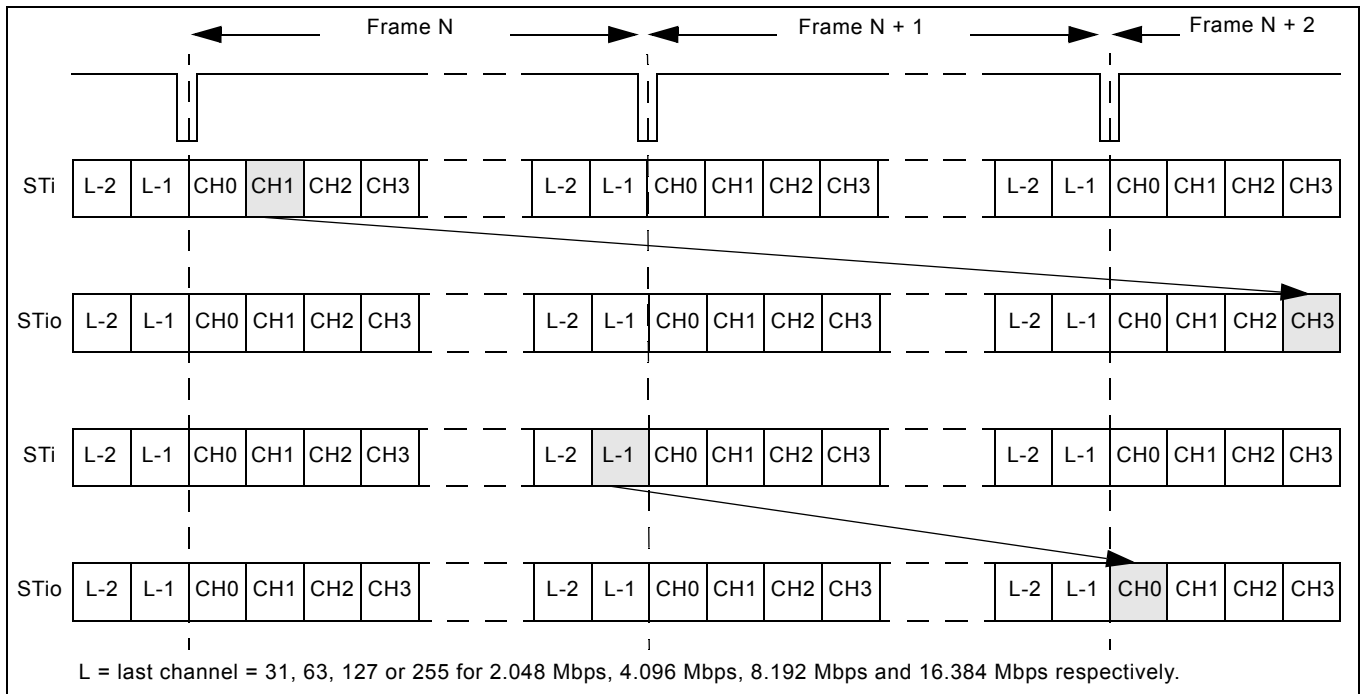 Frame N Frame N + 1 Frame N + 2
STi L-2 L-1 CH0 CH1 CH2 CH3 L-2 L-1 CH0 CH1 CH2 CH3 L-2 L-1 CH0 CH1 CH2 CH3
STio L-2 L-1 CH0 CH1 CH2 CH3 L-2 L-1 CH0 CH1 CH2 CH3 L-2 L-1 CH0 CH1 CH2 CH3
STi L-2 L-1 CH0 CH1 CH2 CH3 L-2 L-1 CH0 CH1 CH2 CH3 L-2 L-1 CH0 CH1 CH2 CH3
STio L-2 L-1 CH0 CH1 CH2 CH3 L-2 L-1 CH0 CH1 CH2 CH3 L-2 L-1 CH0 CH1 CH2 CH3
L = last channel = 31, 63, 127 or 255 for 2.048 Mbps, 4.096 Mbps, 8.192 Mbps and 16.384 Mbps respectively.